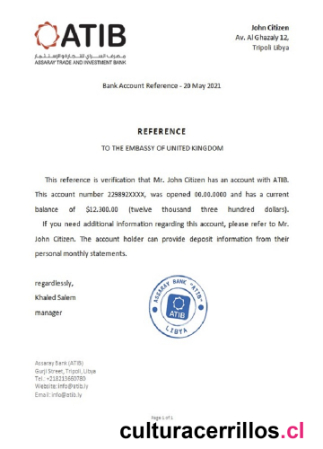 ATIB
مصرف السراي للتجارة والإستثمار
ASSARAY TRADE AND INVESTMENT BANK
John Citizen
Av. Al Ghazaly 12,
Tripoli Libya
Bank Account Reference - 20 May 2021
REFERENCE
TO THE EMBASSY OF UNITED KINGDOM
This reference is verification that Mr. John Citizen has an account with ATIB.
This account number 229892XXXX, was opened 00.00.0000 and has a current
balance of $12.300.00 (twelve thousand three hundred dollars).
If you need additional information regarding this account, please refer to Mr.
John Citizen. The account holder can provide deposit information from their
personal monthly statements.
regardlessly,
Khaled Salem
manager
ASSARAY BANK "ATIB"
ATIB
LIBYA
Assaray Bank (ATIB)
Gurji Street, Tripoli, Libya
Website: info@atib.ly
Email: info@atib.ly
Page 1 of 1
culturacerrillos.cl